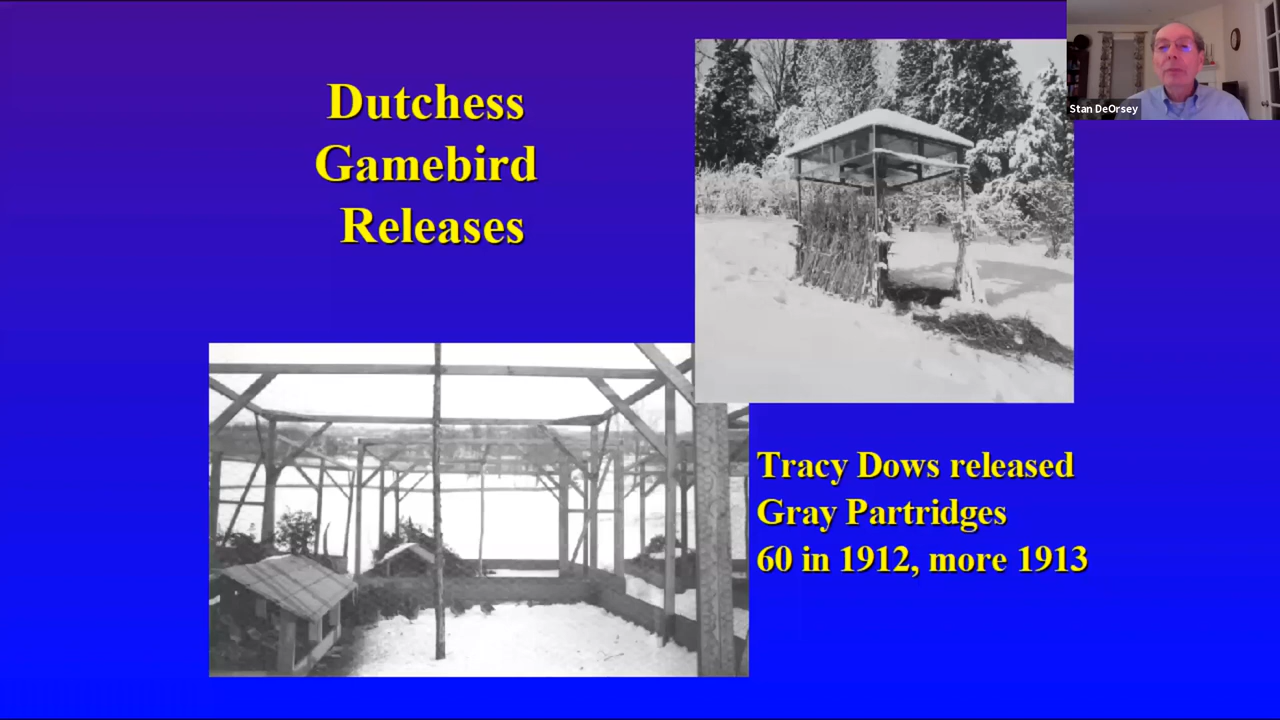 Dutchess
Gamebird
Releases
Stan DeOrsey
Tracy Dows released
Gray Partridges
60 in 1912, more 1913